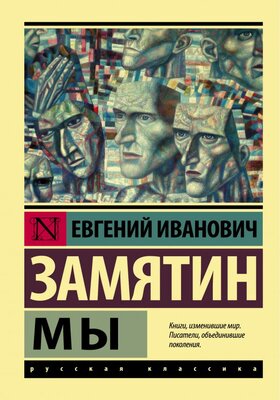 ЕВГЕНИЙ ИВАНОВИЧ
ЗАМЯТИН
МЫ
Книги, изменившие мир.
Писатели, объединившие
поколения.
русская классика